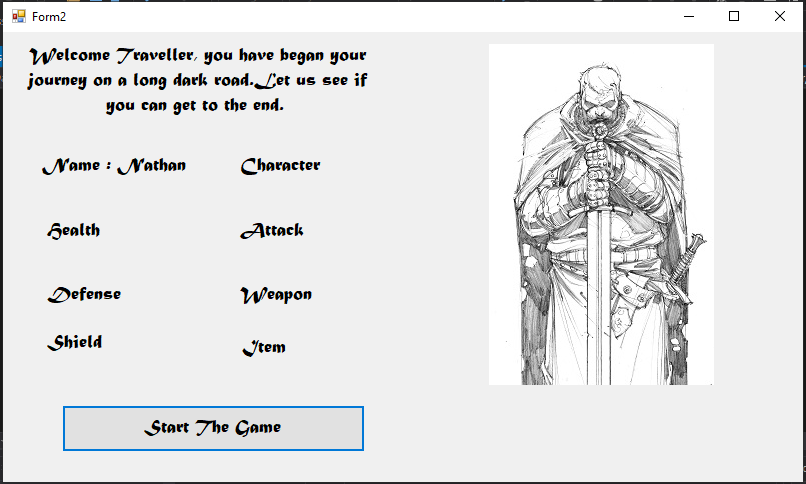 Form2
Welcome Traveller, you have began your
journey on a long dark road.Let us see if
you can get to the end.
Name : Nathan
Character
Health
Attack
Defense
Weapon
Shield
Item
Start The Game